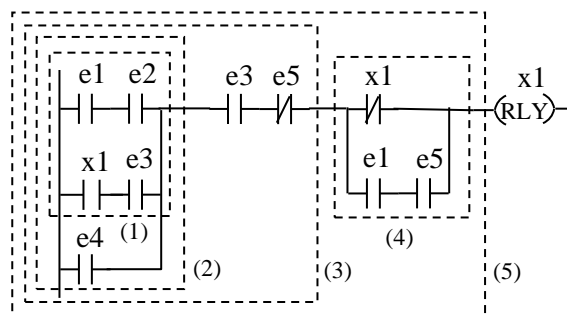 e1 e2 e3 e5 x1 x1
RLY
x1 e3 e1 e5
(1) (4)
e4 (2) (3) (5)